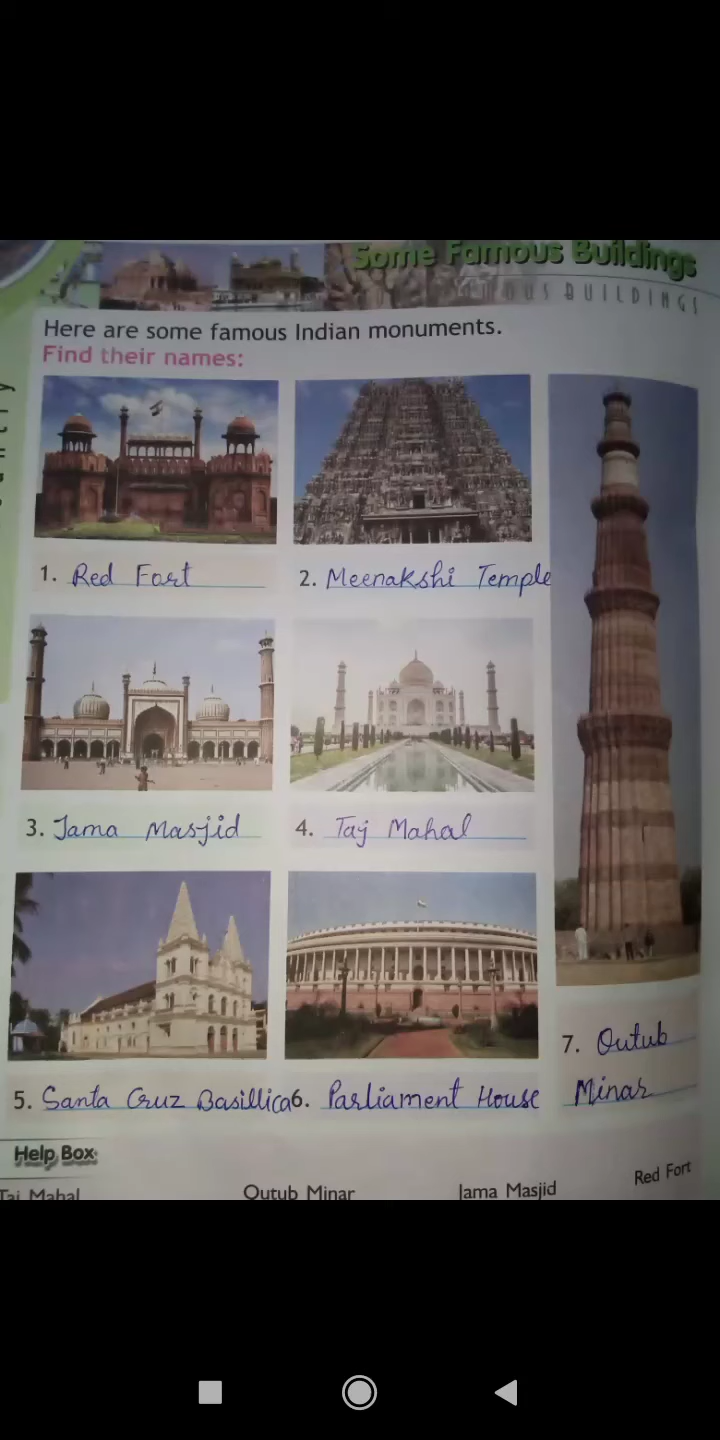 Some Famous Buildings
Here are some famous Indian monuments.
Find their names:
1. Red Fort
2. Meenakshi Temple
3. Jama Masjid
4. Taj Mahal
5. Santa Cruz Basillica
6. Parliament House
7. Qutub
Minar
Help Box
Taj Mahal
Qutub Minar
Jama Masjid
Red Fort